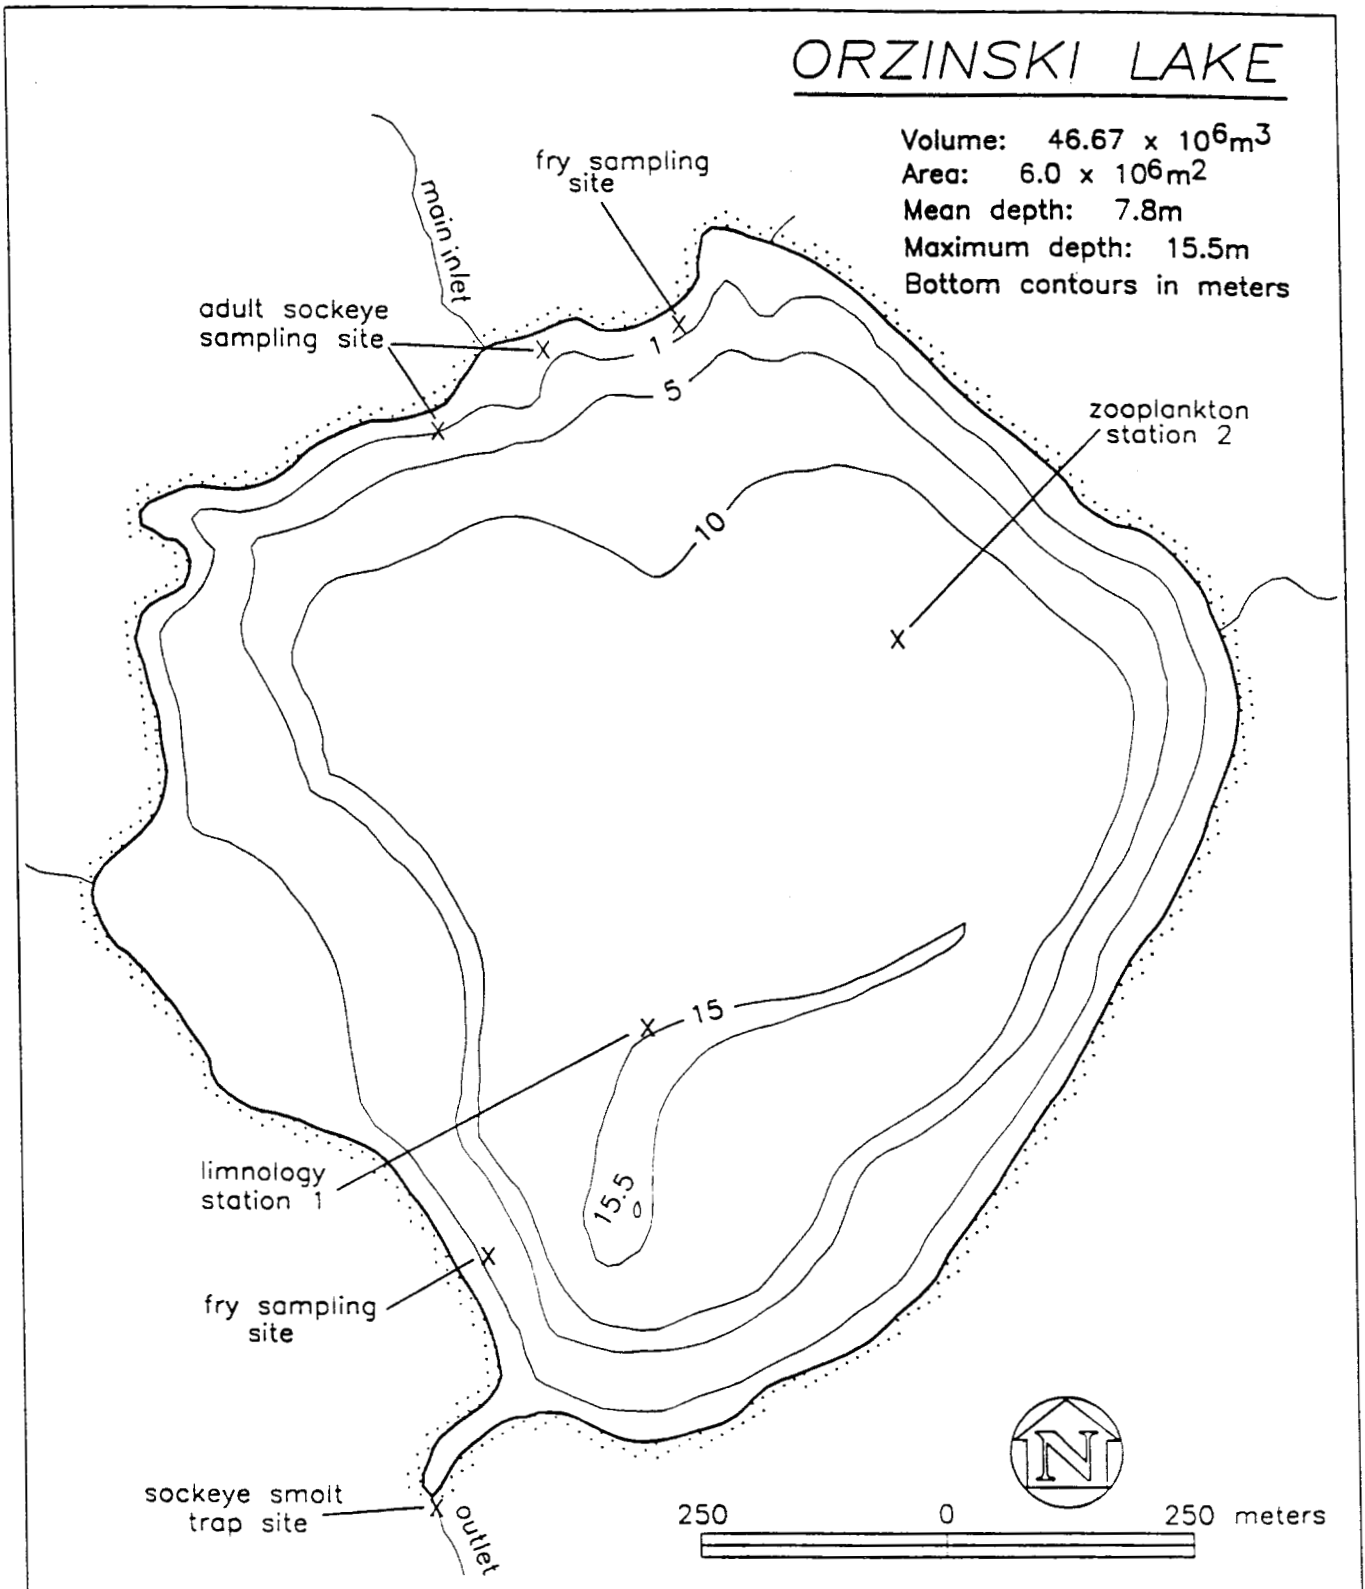 ORZINSKI LAKE
Volume: 46.67 x 10⁶m³
Area: 6.0 x 10⁶m²
Mean depth: 7.8m
Maximum depth: 15.5m
Bottom contours in meters
fry sampling
site
main inlet
adult sockeye
sampling site
1
5
zooplankton
station 2
10
15
limnology
station 1
15.5
fry sampling
site
N
sockeye smolt
trap site
outlet
250 0 250 meters